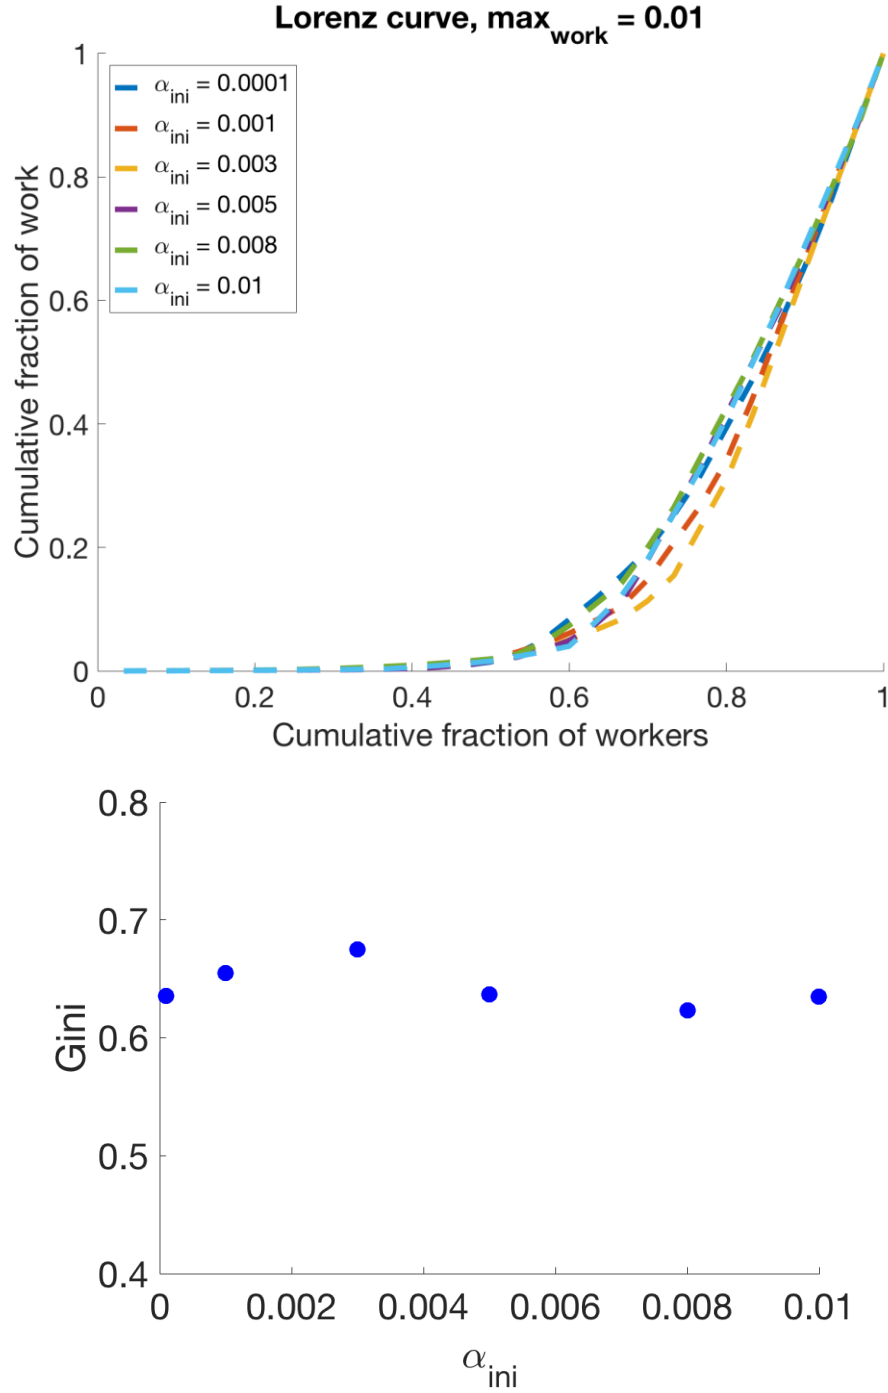 Lorenz curve, max_work = 0.01
1
α_ini = 0.0001
α_ini = 0.001
α_ini = 0.003
α_ini = 0.005
α_ini = 0.008
α_ini = 0.01
0.8
0.6
0.4
0.2
0
Cumulative fraction of work
0 0.2 0.4 0.6 0.8 1
Cumulative fraction of workers
0.8
0.7
0.6
0.5
0.4
Gini
0 0.002 0.004 0.006 0.008 0.01
α_ini